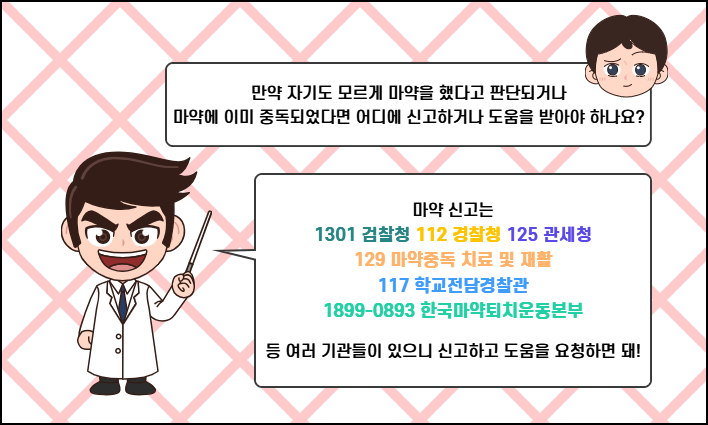 만약 자기도 모르게 마약을 했다고 판단되거나
마약에 이미 중독되었다면 어디에 신고하거나 도움을 받아야 하나요?
마약 신고는
1301 검찰청 112 경찰청 125 관세청
129 마약중독 치료 및 재활
117 학교전담경찰관
1899-0893 한국마약퇴치운동본부
등 여러 기관들이 있으니 신고하고 도움을 요청하면 돼!